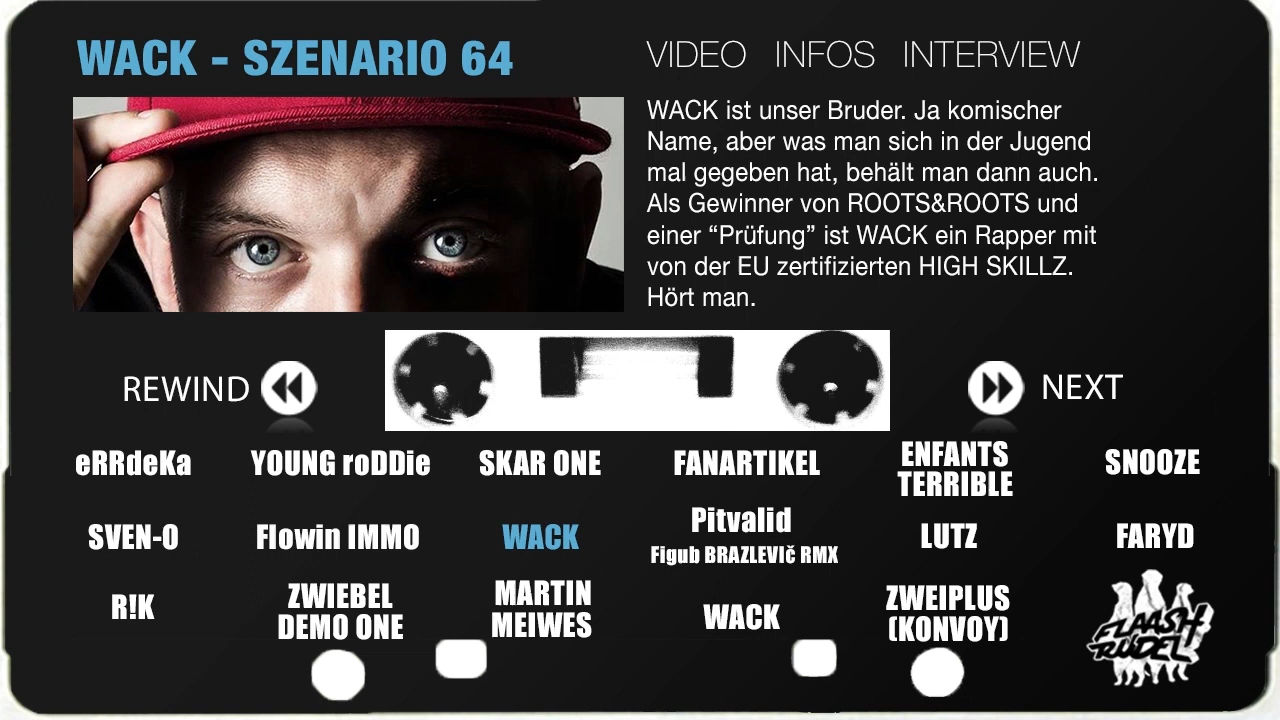 WACK - SZENARIO 64
VIDEO INFOS INTERVIEW
WACK ist unser Bruder. Ja komischer
Name, aber was man sich in der Jugend
mal gegeben hat, behält man dann auch.
Als Gewinner von ROOTS&ROOTS und
einer “Prüfung” ist WACK ein Rapper mit
von der EU zertifizierten HIGH SKILLZ.
Hört man.
REWIND
NEXT
eRRdeKa
YOUNG roDDie
SKAR ONE
FANARTIKEL
ENFANTS
TERRIBLE
SNOOZE
SVEN-O
Flowin IMMO
WACK
Pitvalid
Figub BRAZLEVIč RMX
LUTZ
FARYD
R!K
ZWIEBEL
DEMO ONE
MARTIN
MEIWES
WACK
ZWEIPLUS
(KONVOY)
FLAASH
RUDEL